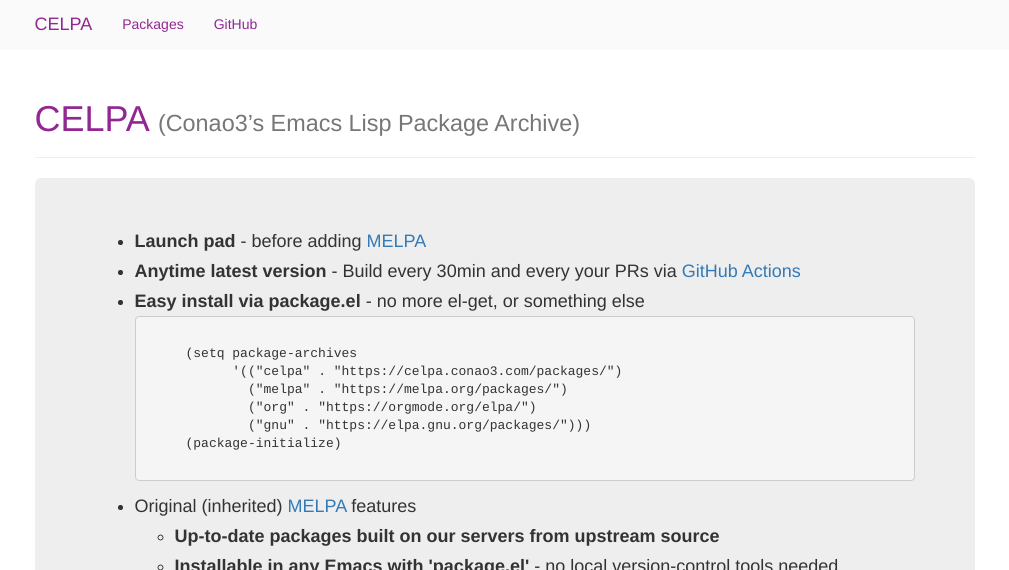 CELPA Packages GitHub
CELPA (Conao3’s Emacs Lisp Package Archive)
Launch pad - before adding MELPA
Anytime latest version - Build every 30min and every your PRs via GitHub Actions
Easy install via package.el - no more el-get, or something else
(setq package-archives
'(("celpa" . "https://celpa.conao3.com/packages/")
("melpa" . "https://melpa.org/packages/")
("org" . "https://orgmode.org/elpa/")
("gnu" . "https://elpa.gnu.org/packages/")))
(package-initialize)
Original (inherited) MELPA features
Up-to-date packages built on our servers from upstream source
Installable in any Emacs with 'package.el' - no local version-control tools needed